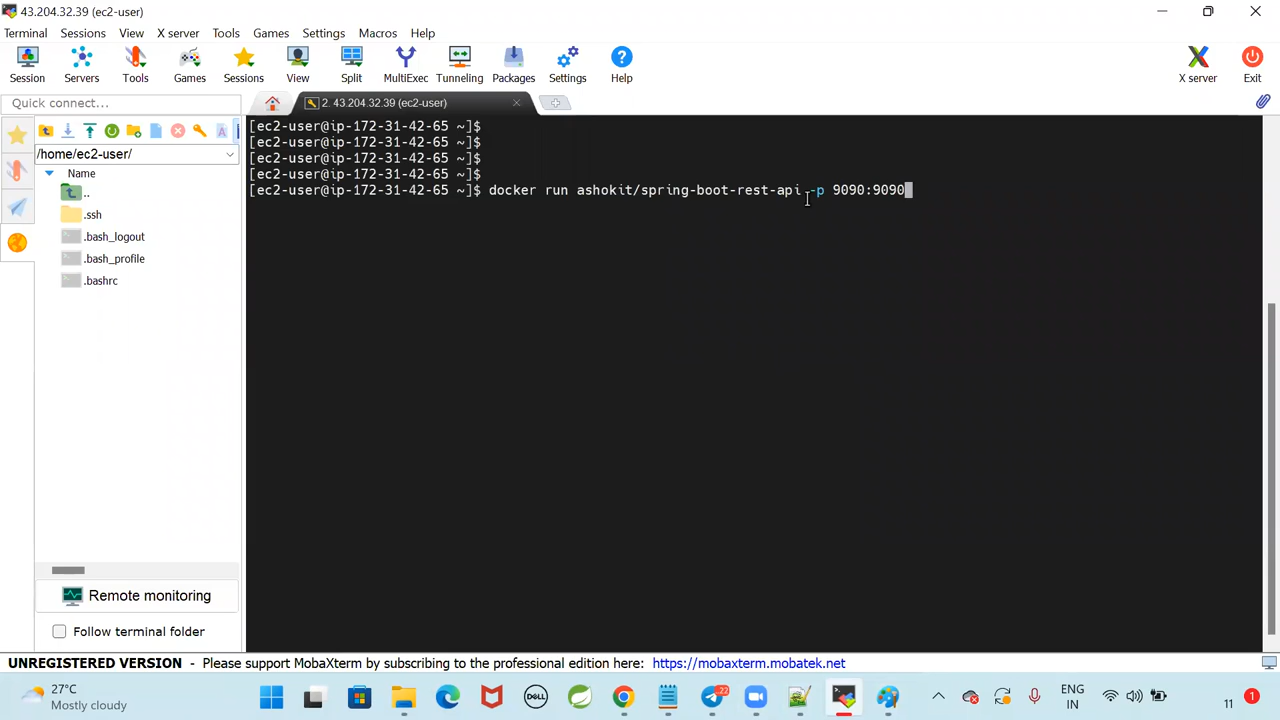 43.204.32.39 (ec2-user)
Terminal Sessions View X server Tools Games Settings Macros Help
Session Servers Tools Games Sessions View Split MultiExec Tunneling Packages Settings Help X server Exit
Quick connect...
2. 43.204.32.39 (ec2-user)
/home/ec2-user/
Name
..
.ssh
.bash_logout
.bash_profile
.bashrc
[ec2-user@ip-172-31-42-65 ~]$
[ec2-user@ip-172-31-42-65 ~]$
[ec2-user@ip-172-31-42-65 ~]$
[ec2-user@ip-172-31-42-65 ~]$
[ec2-user@ip-172-31-42-65 ~]$ docker run ashokit/spring-boot-rest-api -p 9090:9090
Remote monitoring
Follow terminal folder
UNREGISTERED VERSION - Please support MobaXterm by subscribing to the professional edition here: https://mobaxterm.mobatek.net
27°C
Mostly cloudy
DELL
22
ENG
IN
11
1